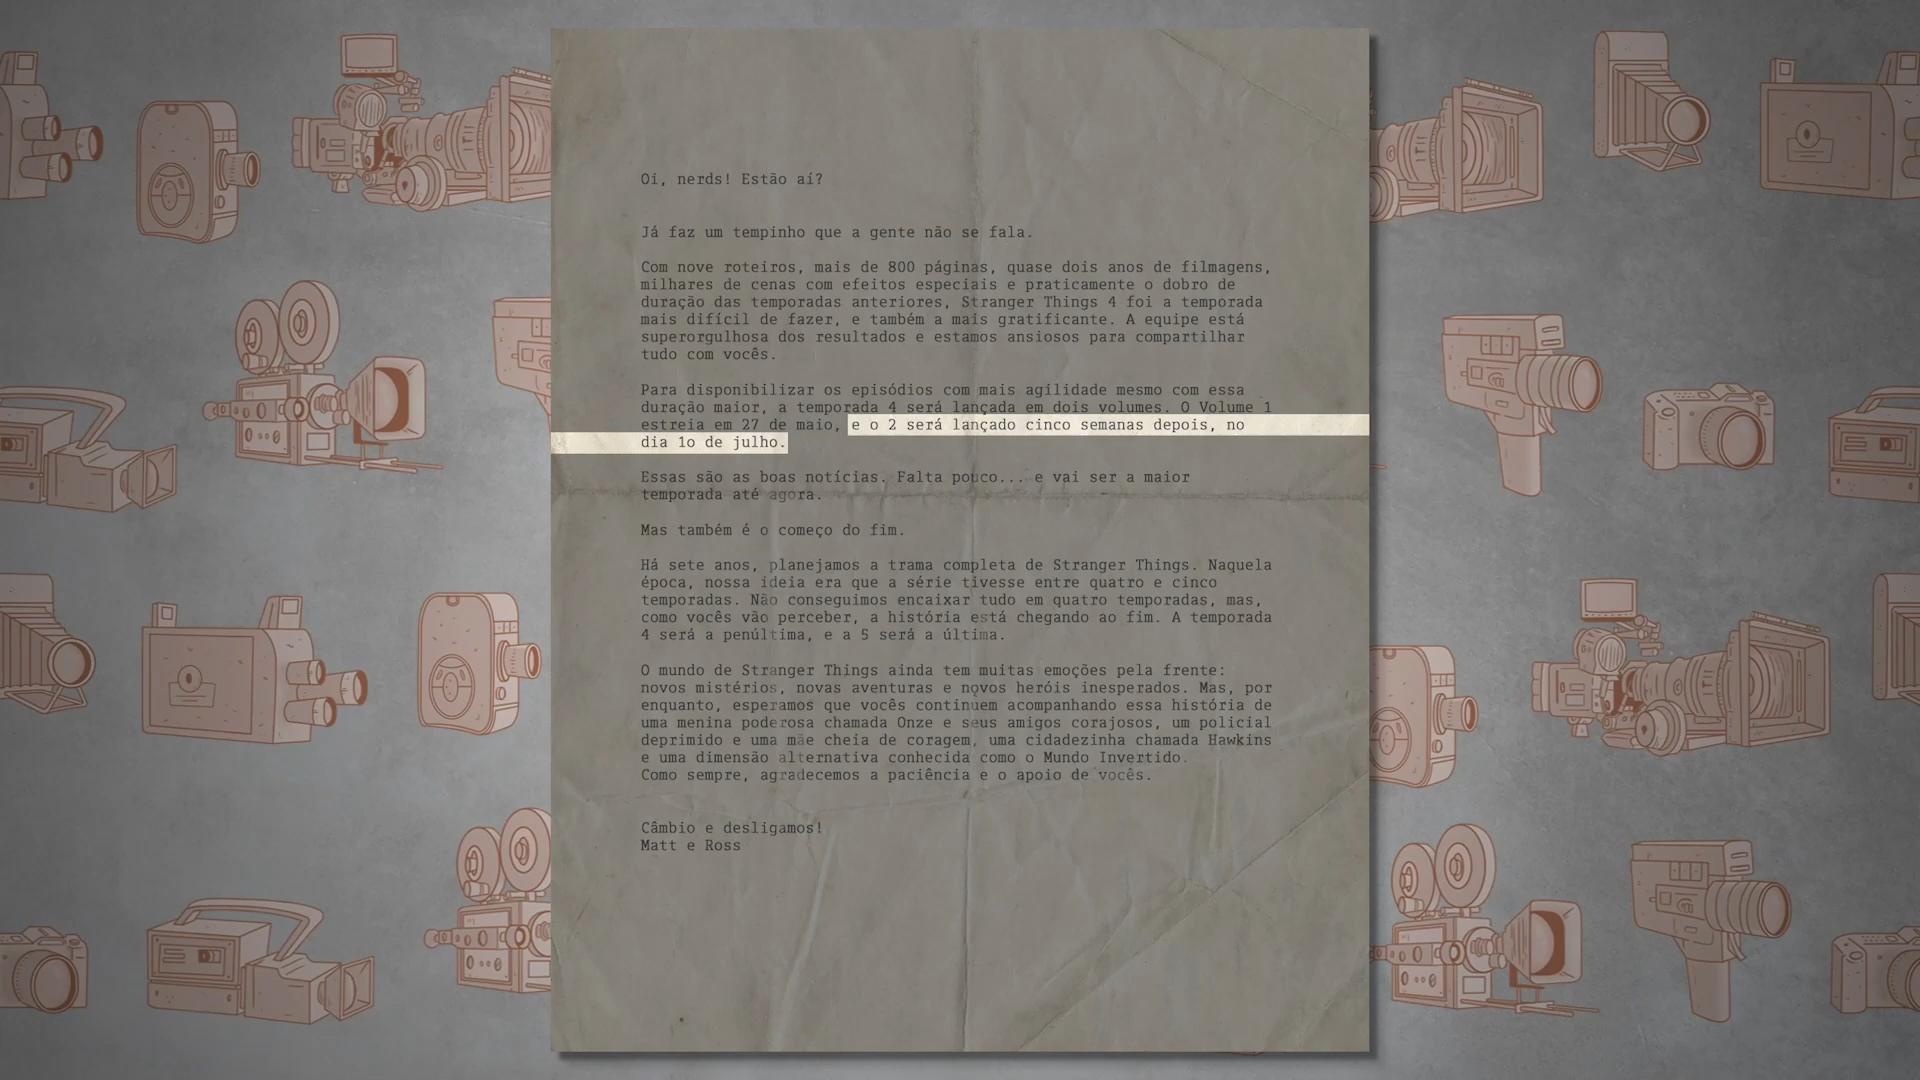 Oi, nerds! Estão aí?
Já faz um tempinho que a gente não se fala.
Com nove roteiros, mais de 800 páginas, quase dois anos de filmagens,
milhares de cenas com efeitos especiais e praticamente o dobro de
duração das temporadas anteriores, Stranger Things 4 foi a temporada
mais difícil de fazer, e também a mais gratificante. A equipe está
superorgulhosa dos resultados e estamos ansiosos para compartilhar
tudo com vocês.
Para disponibilizar os episódios com mais agilidade mesmo com essa
duração maior, a temporada 4 será lançada em dois volumes. O Volume 1
estreia em 27 de maio, e o 2 será lançado cinco semanas depois, no
dia 1o de julho.
Essas são as boas notícias. Falta pouco... e vai ser a maior
temporada até agora.
Mas também é o começo do fim.
Há sete anos, planejamos a trama completa de Stranger Things. Naquela
época, nossa ideia era que a série tivesse entre quatro e cinco
temporadas. Não conseguimos encaixar tudo em quatro temporadas, mas,
como vocês vão perceber, a história está chegando ao fim. A temporada
4 será a penúltima, e a 5 será a última.
O mundo de Stranger Things ainda tem muitas emoções pela frente:
novos mistérios, novas aventuras e novos heróis inesperados. Mas, por
enquanto, esperamos que vocês continuem acompanhando essa história de
uma menina poderosa chamada Onze e seus amigos corajosos, um policial
deprimido e uma mãe cheia de coragem, uma cidadezinha chamada Hawkins
e uma dimensão alternativa conhecida como o Mundo Invertido.
Como sempre, agradecemos a paciência e o apoio de vocês.
Câmbio e desligamos!
Matt e Ross